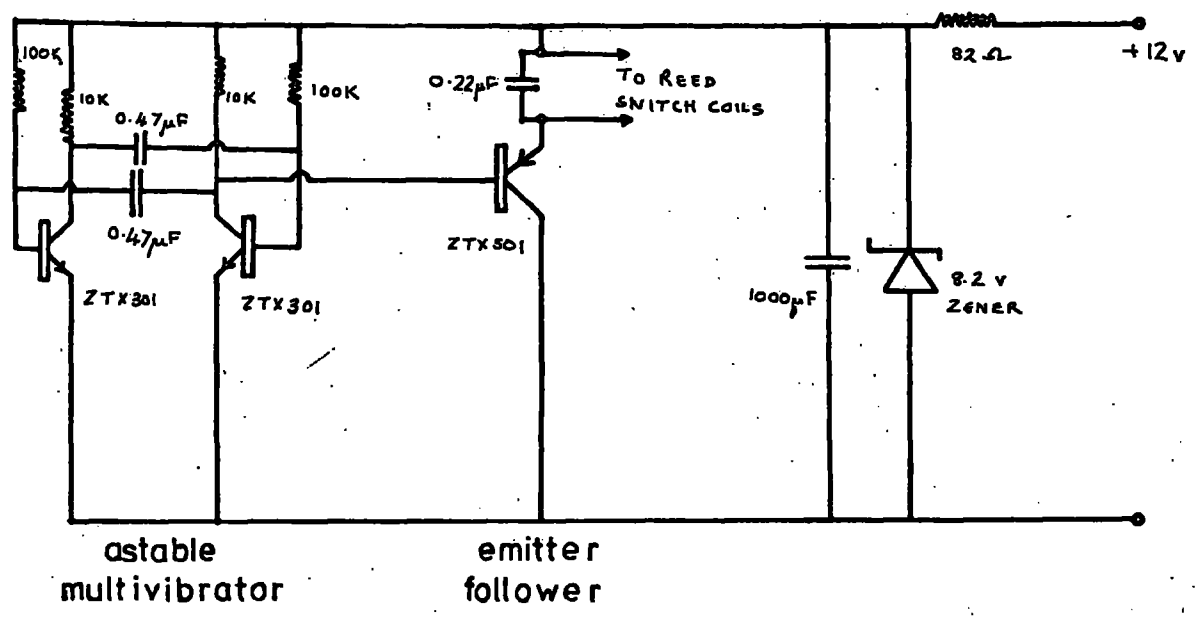 100K
10K
0.47µF
0.47µF
10K
100K
ZTX301
ZTX301
0.22µF
TO REED
SWITCH COILS
ZTX501
1000µF
8.2 v
ZENER
82 Ω
+ 12v
astable
multivibrator
emitter
follower